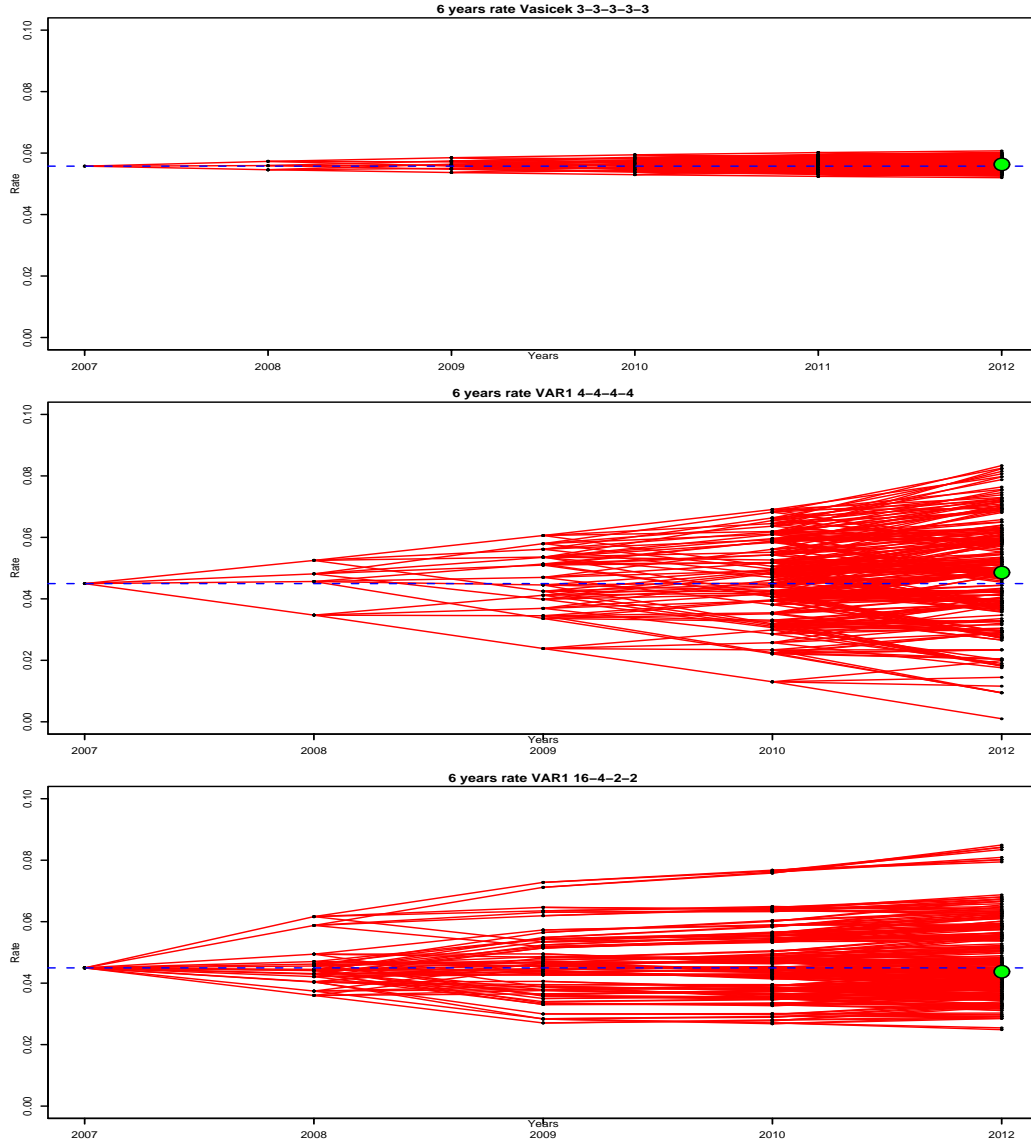 6 years rate Vasicek 3−3−3−3−3
0.10
0.08
0.06
0.04
0.02
0.00
Rate
2007 2008 2009 2010 2011 2012
Years
6 years rate VAR1 4−4−4−4
0.10
0.08
0.06
0.04
0.02
0.00
Rate
2007 2008 2009 2010 2012
Years
6 years rate VAR1 16−4−2−2
0.10
0.08
0.06
0.04
0.02
0.00
Rate
2007 2008 2009 2010 2012
Years